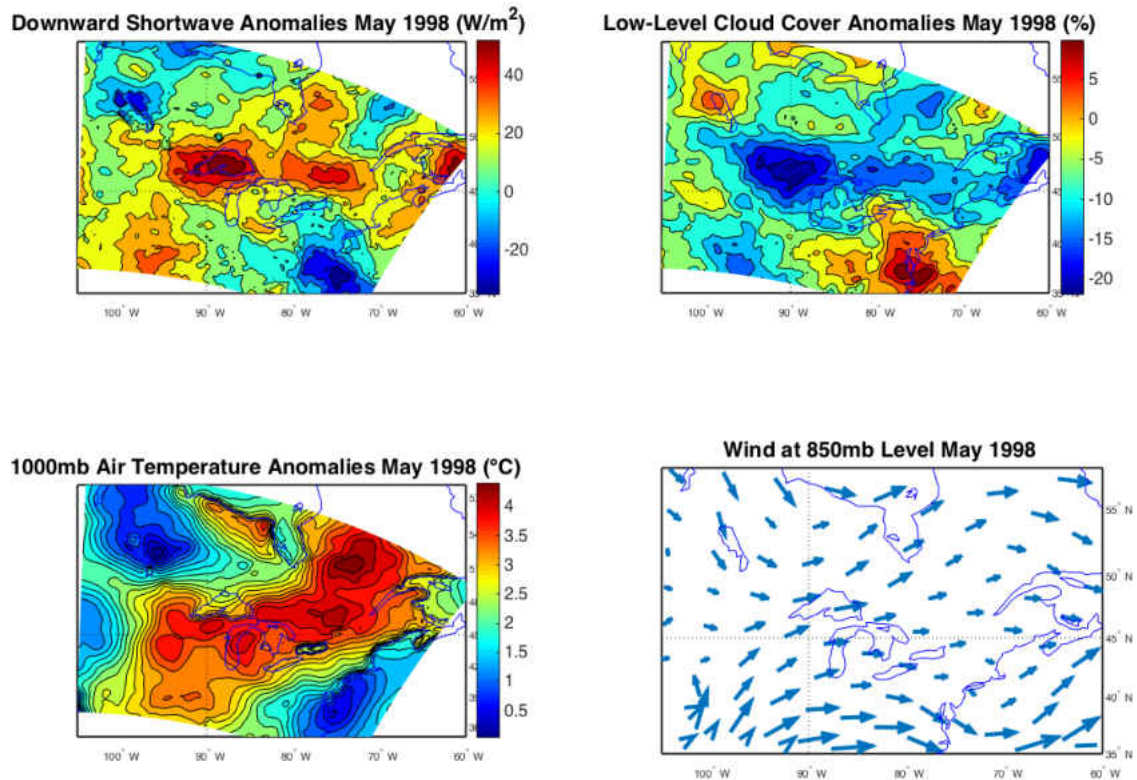 Downward Shortwave Anomalies May 1998 (W/m²)
40
20
0
-20
100° W
90° W
80° W
70° W
60° W
Low-Level Cloud Cover Anomalies May 1998 (%)
5
0
-5
-10
-15
-20
100° W
90° W
80° W
70° W
60° W
1000mb Air Temperature Anomalies May 1998 (°C)
4
3.5
3
2.5
2
1.5
1
0.5
100° W
90° W
80° W
70° W
60° W
Wind at 850mb Level May 1998
55° N
50° N
45° N
40° N
35° N
100° W
90° W
80° W
70° W
60° W